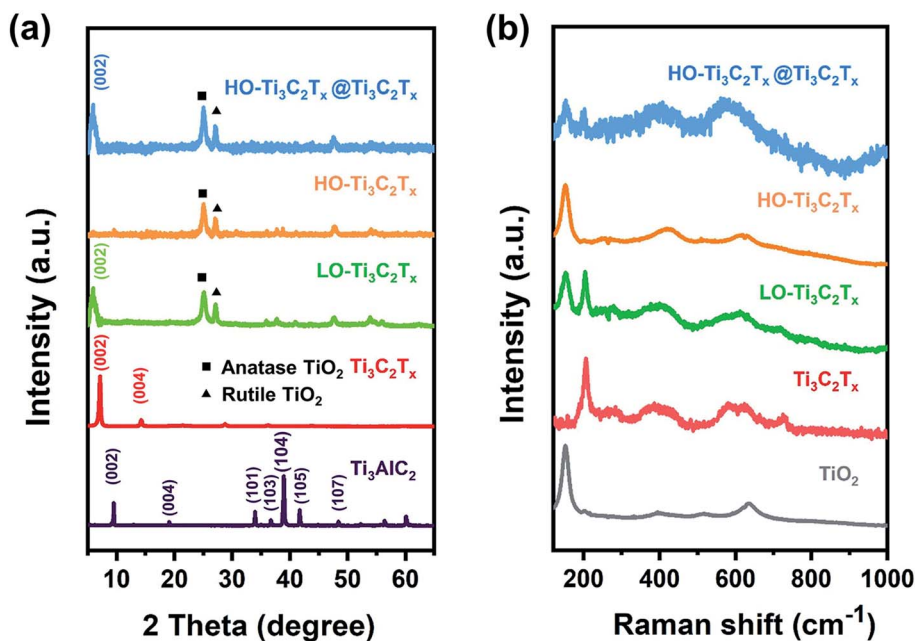 (a)
(002)
HO-Ti₃C₂Tₓ@Ti₃C₂Tₓ
HO-Ti₃C₂Tₓ
(002)
LO-Ti₃C₂Tₓ
(002)
(004)
■ Anatase TiO₂
Ti₃C₂Tₓ
▲ Rutile TiO₂
(002)
(004)
(101)
(103)
(104)
(105)
(107)
Ti₃AlC₂
Intensity (a.u.)
10 20 30 40 50 60
2 Theta (degree)
(b)
HO-Ti₃C₂Tₓ@Ti₃C₂Tₓ
HO-Ti₃C₂Tₓ
LO-Ti₃C₂Tₓ
Ti₃C₂Tₓ
TiO₂
Intensity (a.u.)
200 400 600 800 1000
Raman shift (cm⁻¹)